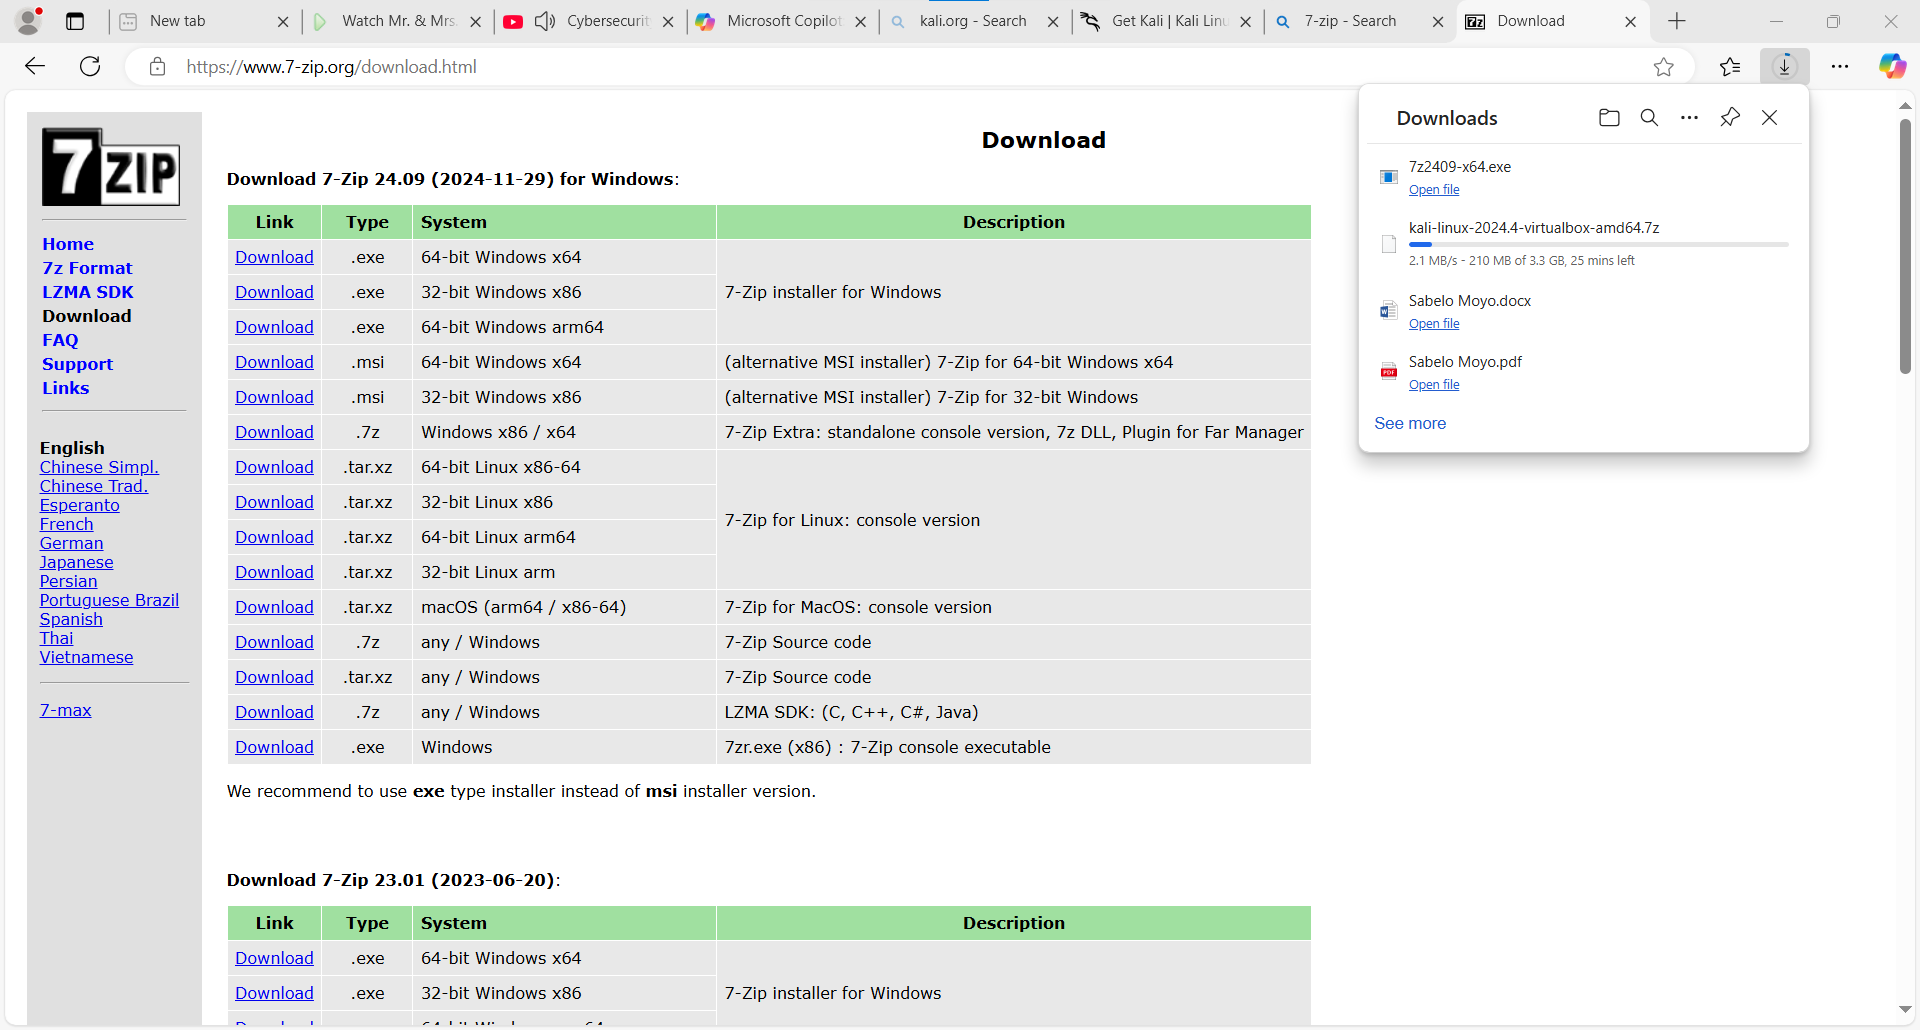 New tab
Watch Mr. & Mrs.
Cybersecurit
Microsoft Copilot
kali.org - Search
Get Kali | Kali Linu
7-zip - Search
7z Download
https://www.7-zip.org/download.html
7ZIP
Home
7z Format
LZMA SDK
Download
FAQ
Support
Links
English
Chinese Simpl.
Chinese Trad.
Esperanto
French
German
Japanese
Persian
Portuguese Brazil
Spanish
Thai
Vietnamese
7-max
Download
Download 7-Zip 24.09 (2024-11-29) for Windows:
Link Type System Description
Download .exe 64-bit Windows x64
Download .exe 32-bit Windows x86 7-Zip installer for Windows
Download .exe 64-bit Windows arm64
Download .msi 64-bit Windows x64 (alternative MSI installer) 7-Zip for 64-bit Windows x64
Download .msi 32-bit Windows x86 (alternative MSI installer) 7-Zip for 32-bit Windows
Download .7z Windows x86 / x64 7-Zip Extra: standalone console version, 7z DLL, Plugin for Far Manager
Download .tar.xz 64-bit Linux x86-64
Download .tar.xz 32-bit Linux x86
7-Zip for Linux: console version
Download .tar.xz 64-bit Linux arm64
Download .tar.xz 32-bit Linux arm
Download .tar.xz macOS (arm64 / x86-64) 7-Zip for MacOS: console version
Download .7z any / Windows 7-Zip Source code
Download .tar.xz any / Windows 7-Zip Source code
Download .7z any / Windows LZMA SDK: (C, C++, C#, Java)
Download .exe Windows 7zr.exe (x86) : 7-Zip console executable
We recommend to use exe type installer instead of msi installer version.
Download 7-Zip 23.01 (2023-06-20):
Link Type System Description
Download .exe 64-bit Windows x64
Download .exe 32-bit Windows x86 7-Zip installer for Windows
Downloads
7z2409-x64.exe
Open file
kali-linux-2024.4-virtualbox-amd64.7z
2.1 MB/s - 210 MB of 3.3 GB, 25 mins left
Sabelo Moyo.docx
Open file
PDF
Sabelo Moyo.pdf
Open file
See more